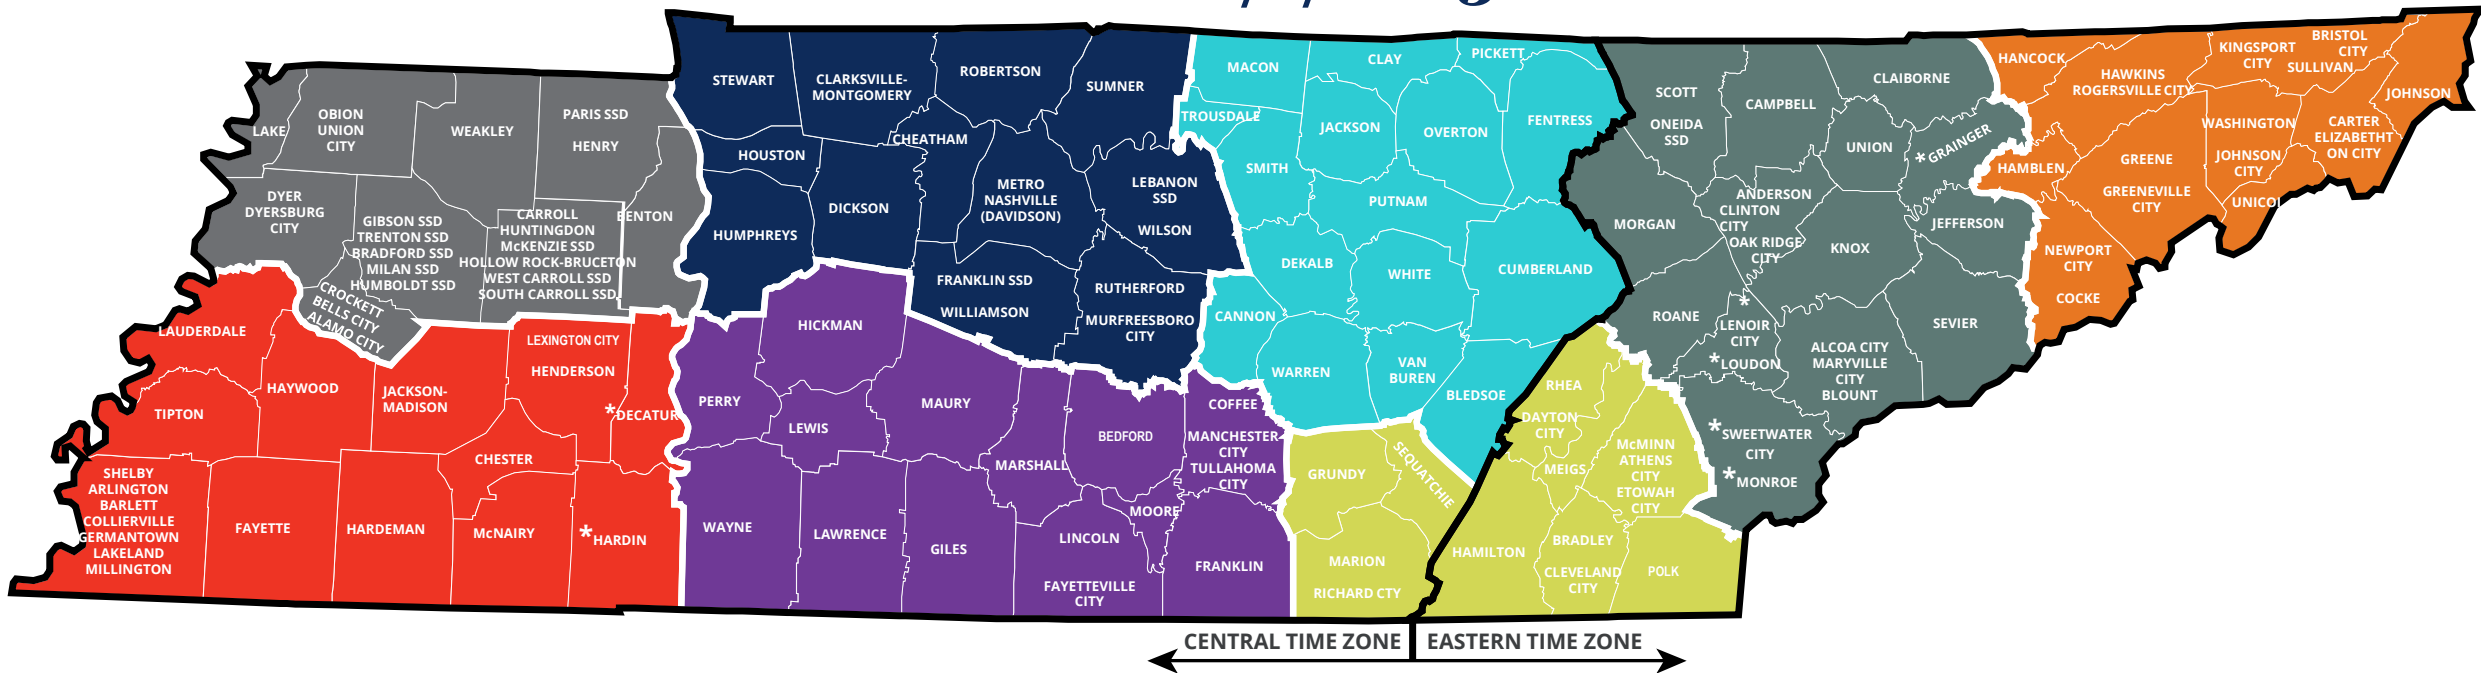 LAKE
OBION
UNION
CITY
WEAKLEY
PARIS SSD
HENRY
DYER
DYERSBURG
CITY
GIBSON SSD
TRENTON SSD
BRADFORD SSD
MILAN SSD
HUMBOLDT SSD
CARROLL
HUNTINGDON
McKENZIE SSD
HOLLOW ROCK-BRUCETON
WEST CARROLL SSD
SOUTH CARROLL SSD
BENTON
CROCKETT
BELLS CITY
ALAMO CITY
LAUDERDALE
HAYWOOD
JACKSON-
MADISON
LEXINGTON CITY
HENDERSON
*DECATUR
TIPTON
CHESTER
SHELBY
ARLINGTON
BARLETT
COLLIERVILLE
GERMANTOWN
LAKELAND
MILLINGTON
FAYETTE
HARDEMAN
McNAIRY
*HARDIN
STEWART
CLARKSVILLE-
MONTGOMERY
ROBERTSON
SUMNER
HOUSTON
CHEATHAM
HUMPHREYS
DICKSON
METRO
NASHVILLE
(DAVIDSON)
LEBANON
SSD
WILSON
FRANKLIN SSD
WILLIAMSON
RUTHERFORD
MURFREESBORO
CITY
HICKMAN
PERRY
LEWIS
MAURY
MARSHALL
BEDFORD
COFFEE
MANCHESTER
CITY
TULLAHOMA
CITY
MOORE
WAYNE
LAWRENCE
GILES
LINCOLN
FAYETTEVILLE
CITY
FRANKLIN
MACON
CLAY
PICKETT
TROUSDALE
JACKSON
OVERTON
FENTRESS
SMITH
PUTNAM
DEKALB
WHITE
CUMBERLAND
CANNON
WARREN
VAN
BUREN
BLEDSOE
GRUNDY
SEQUATCHIE
MARION
RICHARD CTY
RHEA
DAYTON
CITY
MEIGS
McMINN
ATHENS
CITY
ETOWAH
CITY
HAMILTON
BRADLEY
CLEVELAND
CITY
POLK
SCOTT
ONEIDA
SSD
CAMPBELL
CLAIBORNE
UNION
*GRAINGER
MORGAN
ANDERSON
CLINTON
CITY
OAK RIDGE
CITY
KNOX
JEFFERSON
ROANE
*
LENOIR
CITY
*LOUDON
ALCOA CITY
MARYVILLE
CITY
BLOUNT
SEVIER
*SWEETWATER
CITY
*MONROE
HANCOCK
HAWKINS
ROGERSVILLE CITY
KINGSPORT
CITY
BRISTOL
CITY
SULLIVAN
JOHNSON
HAMBLEN
GREENE
GREENEVILLE
CITY
WASHINGTON
JOHNSON
CITY
CARTER
ELIZABETHT
ON CITY
UNICOI
NEWPORT
CITY
COCKE
CENTRAL TIME ZONE
EASTERN TIME ZONE